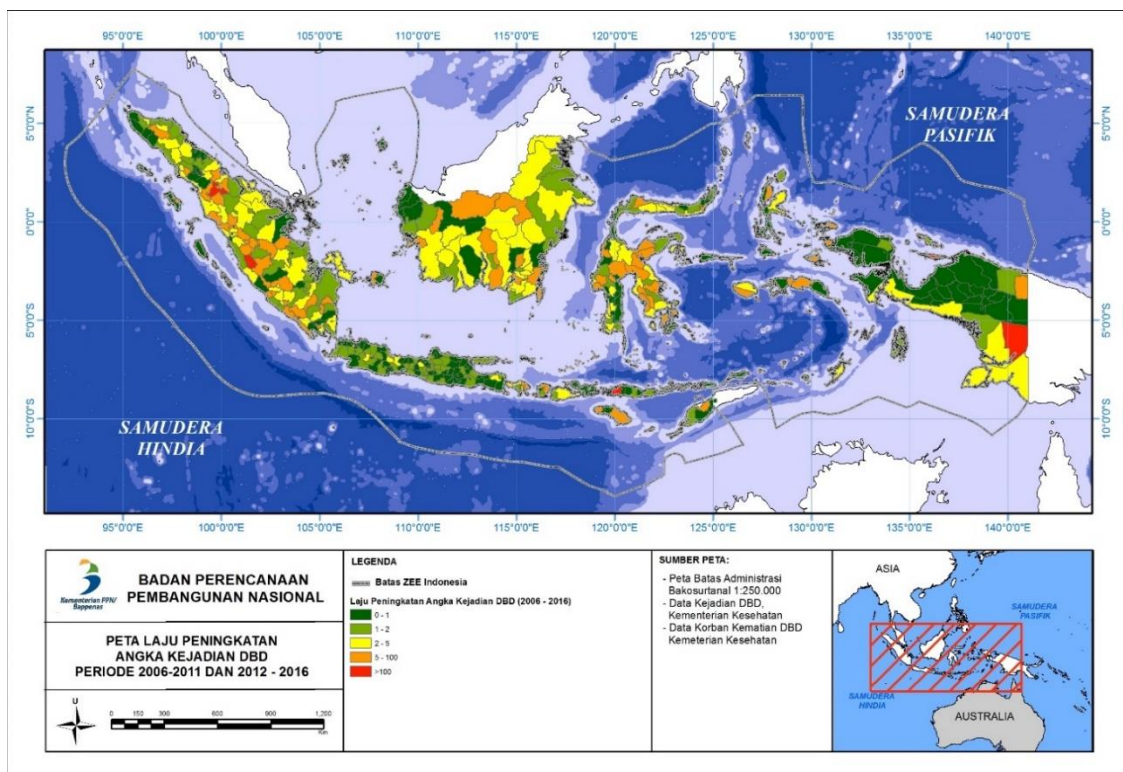 95°0'0"E 100°0'0"E 105°0'0"E 110°0'0"E 115°0'0"E 120°0'0"E 125°0'0"E 130°0'0"E 135°0'0"E 140°0'0"E
SAMUDERA
PASIFIK
5°0'0"N 5°0'0"N
0°0'0" 0°0'0"
5°0'0"S 5°0'0"S
10°0'0"S 10°0'0"S
SAMUDERA
HINDIA
95°0'0"E 100°0'0"E 105°0'0"E 110°0'0"E 115°0'0"E 120°0'0"E 125°0'0"E 130°0'0"E 135°0'0"E 140°0'0"E
Kementerian PPN/
Bappenas
BADAN PERENCANAAN
PEMBANGUNAN NASIONAL
PETA LAJU PENINGKATAN
ANGKA KEJADIAN DBD
PERIODE 2006-2011 DAN 2012 - 2016
U
0 75 150 300 600 900 1,200
Km
LEGENDA
Batas ZEE Indonesia
Laju Peningkatan Angka Kejadian DBD (2006 - 2016)
0 - 1
1 - 2
2 - 5
5 - 100
>100
SUMBER PETA:
- Peta Batas Administrasi
Bakosurtanal 1:250.000
- Data Kejadian DBD,
Kementerian Kesehatan
- Data Korban Kematian DBD
Kemeterian Kesehatan
ASIA
SAMUDERA
PASIFIK
SAMUDERA
HINDIA
AUSTRALIA